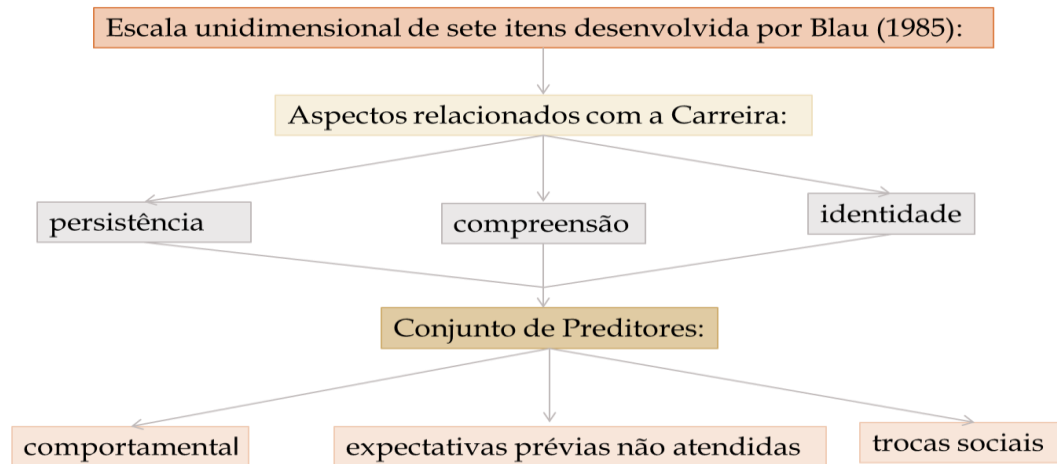 Escala unidimensional de sete itens desenvolvida por Blau (1985):
Aspectos relacionados com a Carreira:
persistência
compreensão
identidade
Conjunto de Preditores:
comportamental
expectativas prévias não atendidas
trocas sociais